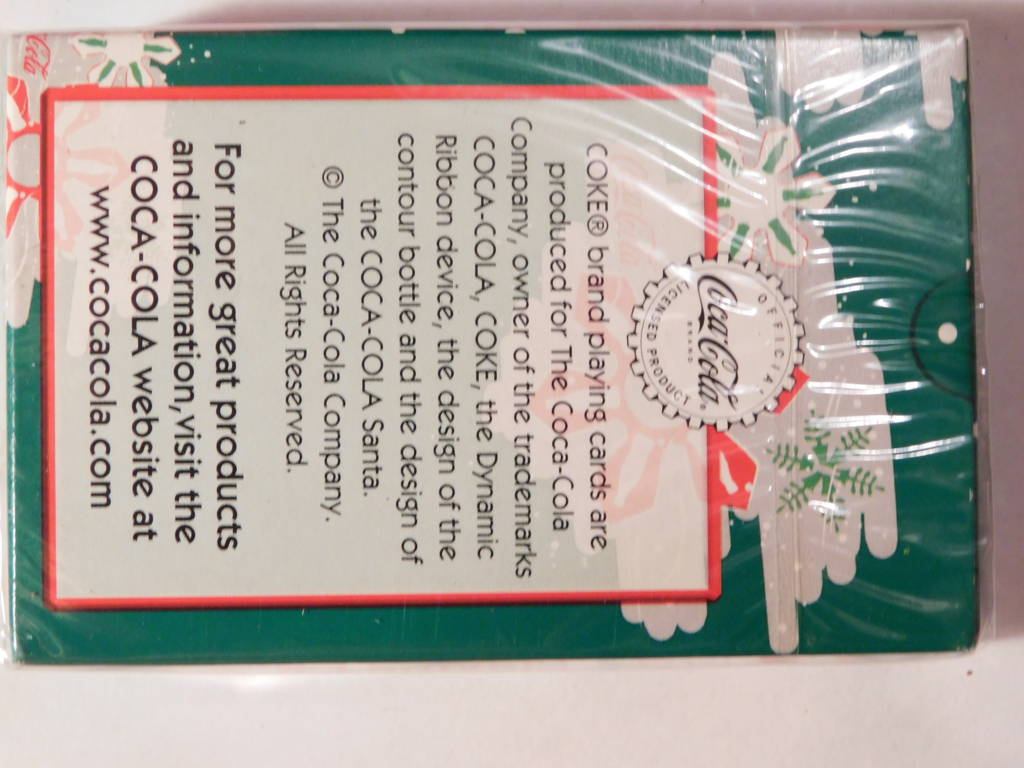 OFFICIAL
Coca-Cola®
BRAND
LICENSED PRODUCT
Coca-Cola
COKE® brand playing cards are
produced for The Coca-Cola
Company, owner of the trademarks
COCA-COLA, COKE, the Dynamic
Ribbon device, the design of the
contour bottle and the design of
the COCA-COLA Santa.
© The Coca-Cola Company.
All Rights Reserved.
For more great products
and information,visit the
COCA-COLA website at
www.cocacola.com
Cola